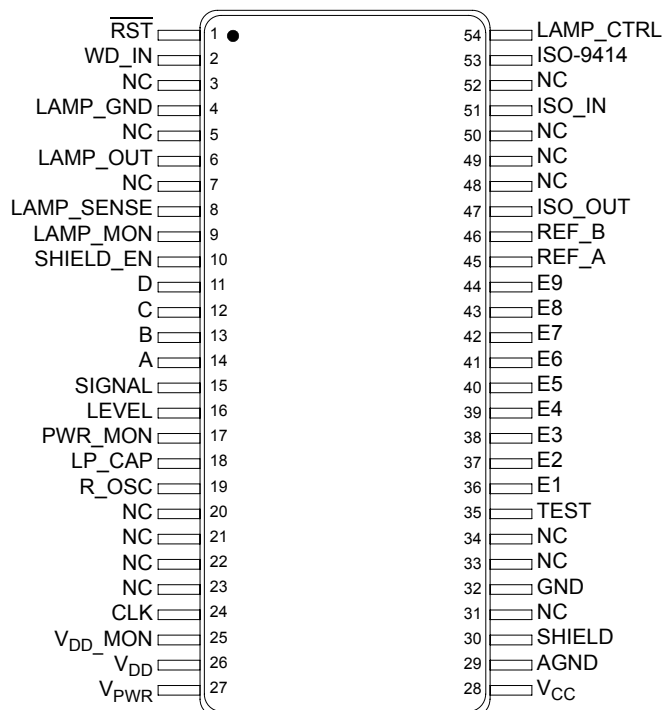 RST 1 54 LAMP_CTRL
WD_IN 2 53 ISO-9414
NC 3 52 NC
LAMP_GND 4 51 ISO_IN
NC 5 50 NC
LAMP_OUT 6 49 NC
NC 7 48 NC
LAMP_SENSE 8 47 ISO_OUT
LAMP_MON 9 46 REF_B
SHIELD_EN 10 45 REF_A
D 11 44 E9
C 12 43 E8
B 13 42 E7
A 14 41 E6
SIGNAL 15 40 E5
LEVEL 16 39 E4
PWR_MON 17 38 E3
LP_CAP 18 37 E2
R_OSC 19 36 E1
NC 20 35 TEST
NC 21 34 NC
NC 22 33 NC
NC 23 32 GND
CLK 24 31 NC
VDD_MON 25 30 SHIELD
VDD 26 29 AGND
VPWR 27 28 VCC